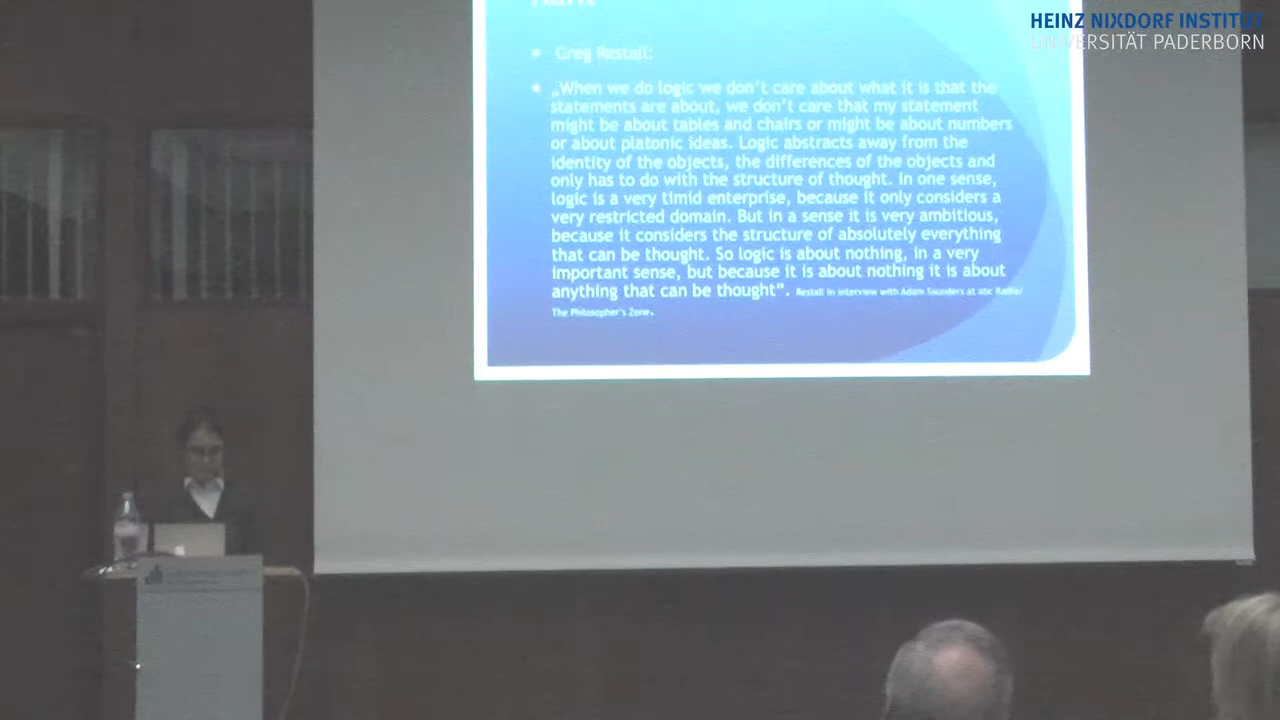 HEINZ NIXDORF INSTITUT
UNIVERSITÄT PADERBORN
• Greg Restall:
• „When we do logic we don't care about what it is that the
statements are about, we don't care that my statement
might be about tables and chairs or might be about numbers
or about platonic ideas. Logic abstracts away from the
identity of the objects, the differences of the objects and
only has to do with the structure of thought. In one sense,
logic is a very timid enterprise, because it only considers a
very restricted domain. But in a sense it is very ambitious,
because it considers the structure of absolutely everything
that can be thought. So logic is about nothing, in a very
important sense, but because it is about nothing it is about
anything that can be thought". Restall in interview with Adam Saunders at abc Radio/
The Philosopher's Zone.